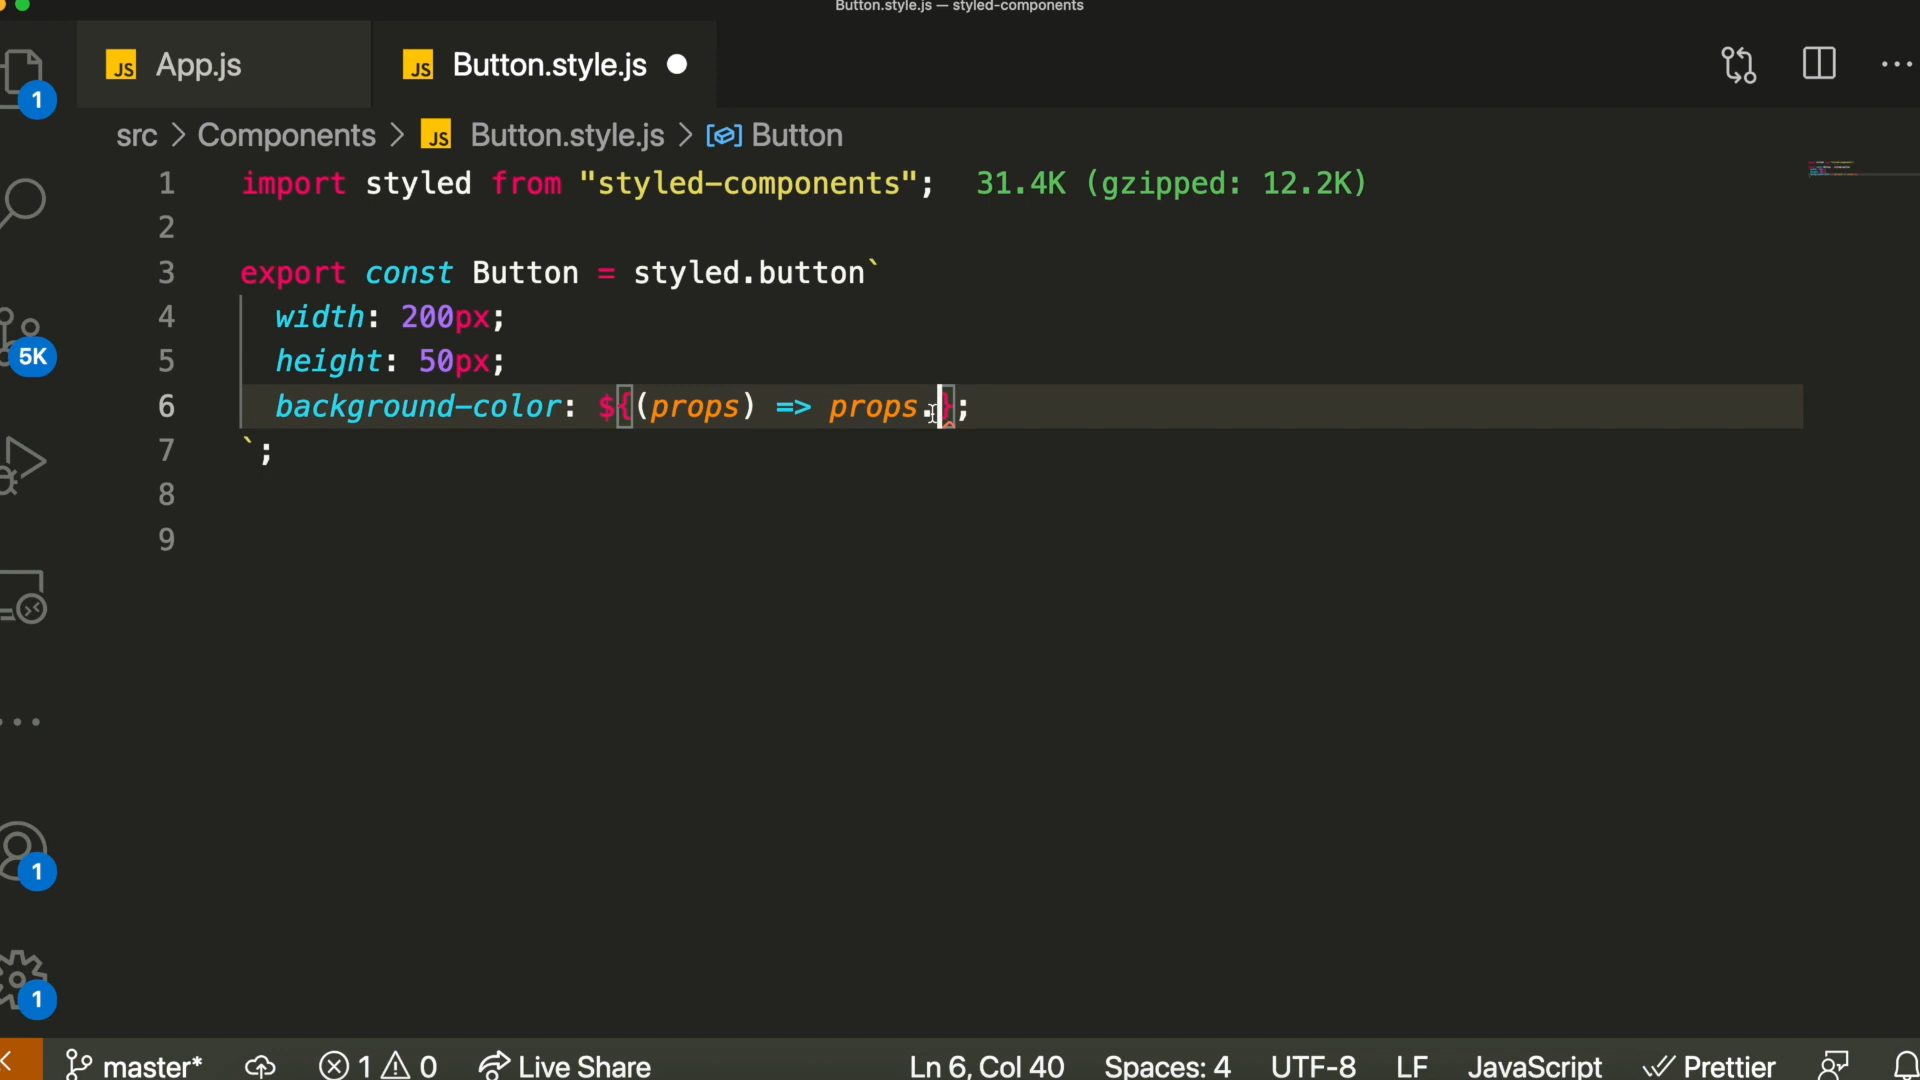 Button.style.js — styled-components
JS App.js
JS Button.style.js
1
src > Components > JS Button.style.js > Button
1 import styled from "styled-components"; 31.4K (gzipped: 12.2K)
2
3 export const Button = styled.button`
4 width: 200px;
5 height: 50px;
5K
6 background-color: ${(props) => props.};
7 `;
8
9
1
1
master* 1 0 Live Share Ln 6, Col 40 Spaces: 4 UTF-8 LF JavaScript Prettier